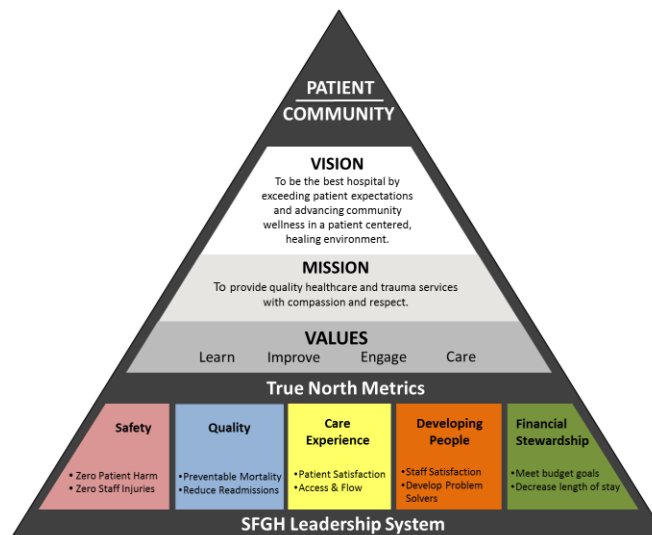 PATIENT
COMMUNITY
VISION
To be the best hospital by
exceeding patient expectations
and advancing community
wellness in a patient centered,
healing environment.
MISSION
To provide quality healthcare and trauma services
with compassion and respect.
VALUES
Learn Improve Engage Care
True North Metrics
Safety
•Zero Patient Harm
•Zero Staff Injuries
Quality
•Preventable Mortality
•Reduce Readmissions
Care
Experience
•Patient Satisfaction
•Access & Flow
Developing
People
•Staff Satisfaction
•Develop Problem
Solvers
Financial
Stewardship
•Meet budget goals
•Decrease length of stay
SFGH Leadership System